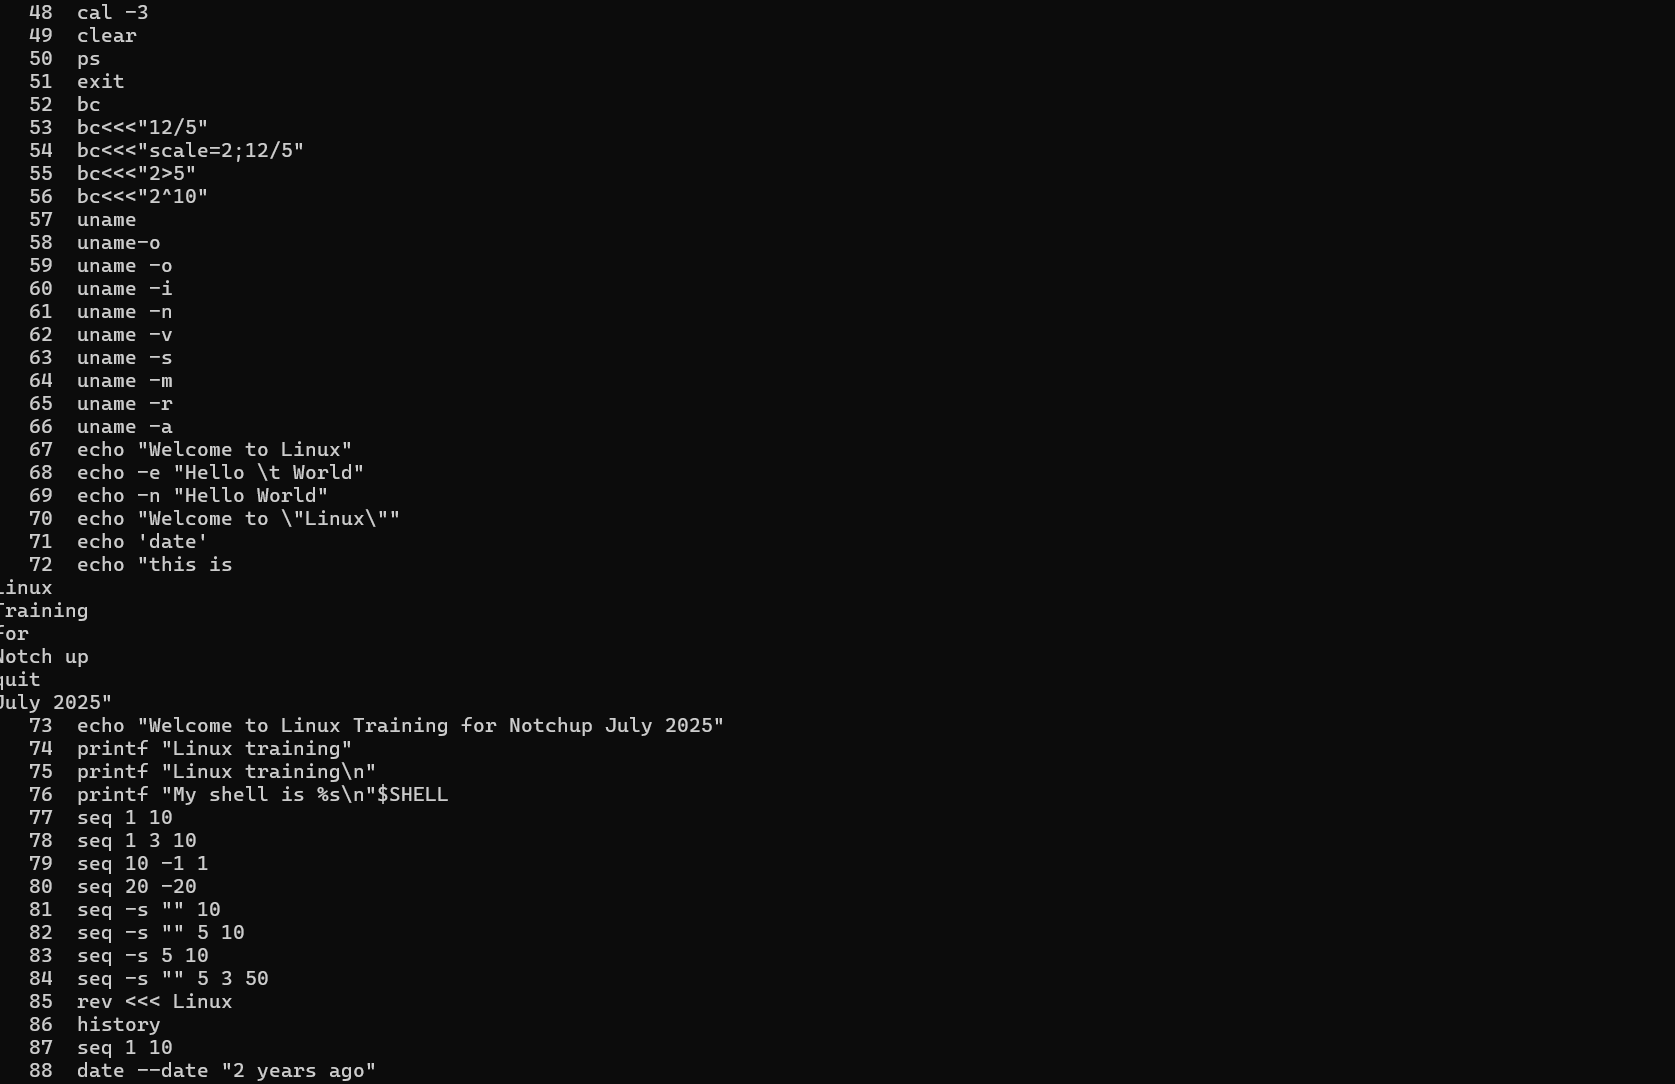 48  cal -3
49  clear
50  ps
51  exit
52  bc
53  bc<<<"12/5"
54  bc<<<"scale=2;12/5"
55  bc<<<"2>5"
56  bc<<<"2^10"
57  uname
58  uname-o
59  uname -o
60  uname -i
61  uname -n
62  uname -v
63  uname -s
64  uname -m
65  uname -r
66  uname -a
67  echo "Welcome to Linux"
68  echo -e "Hello \t World"
69  echo -n "Hello World"
70  echo "Welcome to \"Linux\""
71  echo 'date'
72  echo "this is
Linux
Training
for
Notch up
quit
July 2025"
73  echo "Welcome to Linux Training for Notchup July 2025"
74  printf "Linux training"
75  printf "Linux training\n"
76  printf "My shell is %s\n"$SHELL
77  seq 1 10
78  seq 1 3 10
79  seq 10 -1 1
80  seq 20 -20
81  seq -s "" 10
82  seq -s "" 5 10
83  seq -s 5 10
84  seq -s "" 5 3 50
85  rev <<< Linux
86  history
87  seq 1 10
88  date --date "2 years ago"